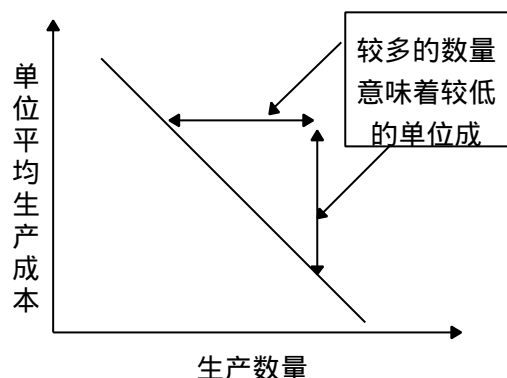 单位平均生产成本
较多的数量
意味着较低
的单位成
生产数量